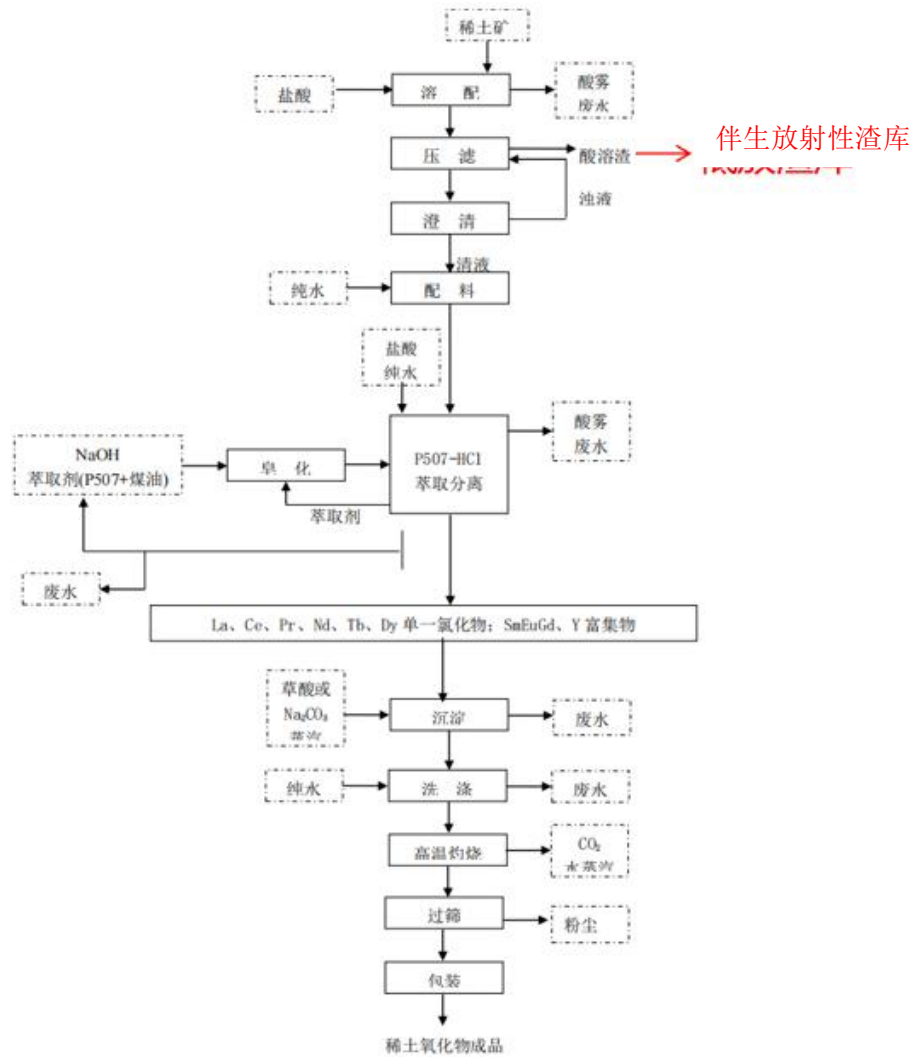 稀土矿
盐酸
溶 配
酸雾
废水
压 滤
酸溶渣
伴生放射性渣库
浊液
澄 清
清液
纯水
配 料
盐酸
纯水
酸雾
废水
NaOH
萃取剂(P507+煤油)
皂 化
P507-HCl
萃取分离
萃取剂
废水
La、Ce、Pr、Nd、Tb、Dy 单一氯化物; SmEuGd、Y 富集物
草酸或
Na₂CO₃
蒸汽
沉淀
废水
纯水
洗 涤
废水
高温灼烧
CO₂
水蒸汽
过筛
粉尘
包装
稀土氧化物成品